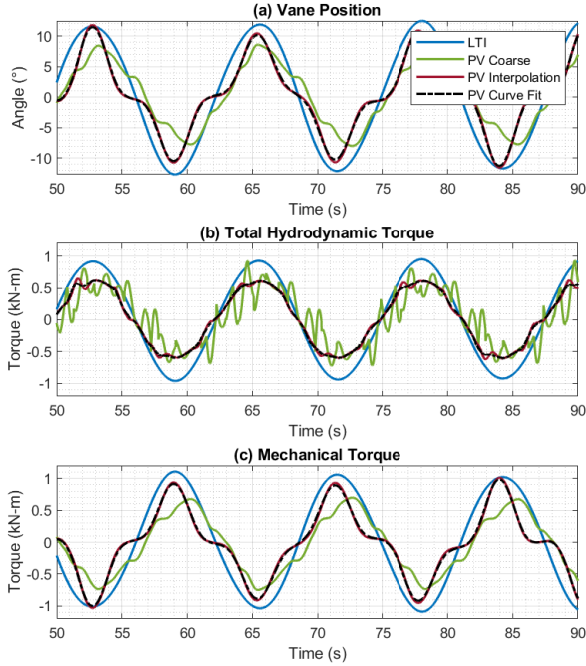 (a) Vane Position
10
5
0
-5
-10
Angle (°)
LTI
PV Coarse
PV Interpolation
PV Curve Fit
50 55 60 65 70 75 80 85 90
Time (s)
(b) Total Hydrodynamic Torque
1
0.5
0
-0.5
-1
Torque (kN-m)
50 55 60 65 70 75 80 85 90
Time (s)
(c) Mechanical Torque
1
0.5
0
-0.5
-1
Torque (kN-m)
50 55 60 65 70 75 80 85 90
Time (s)